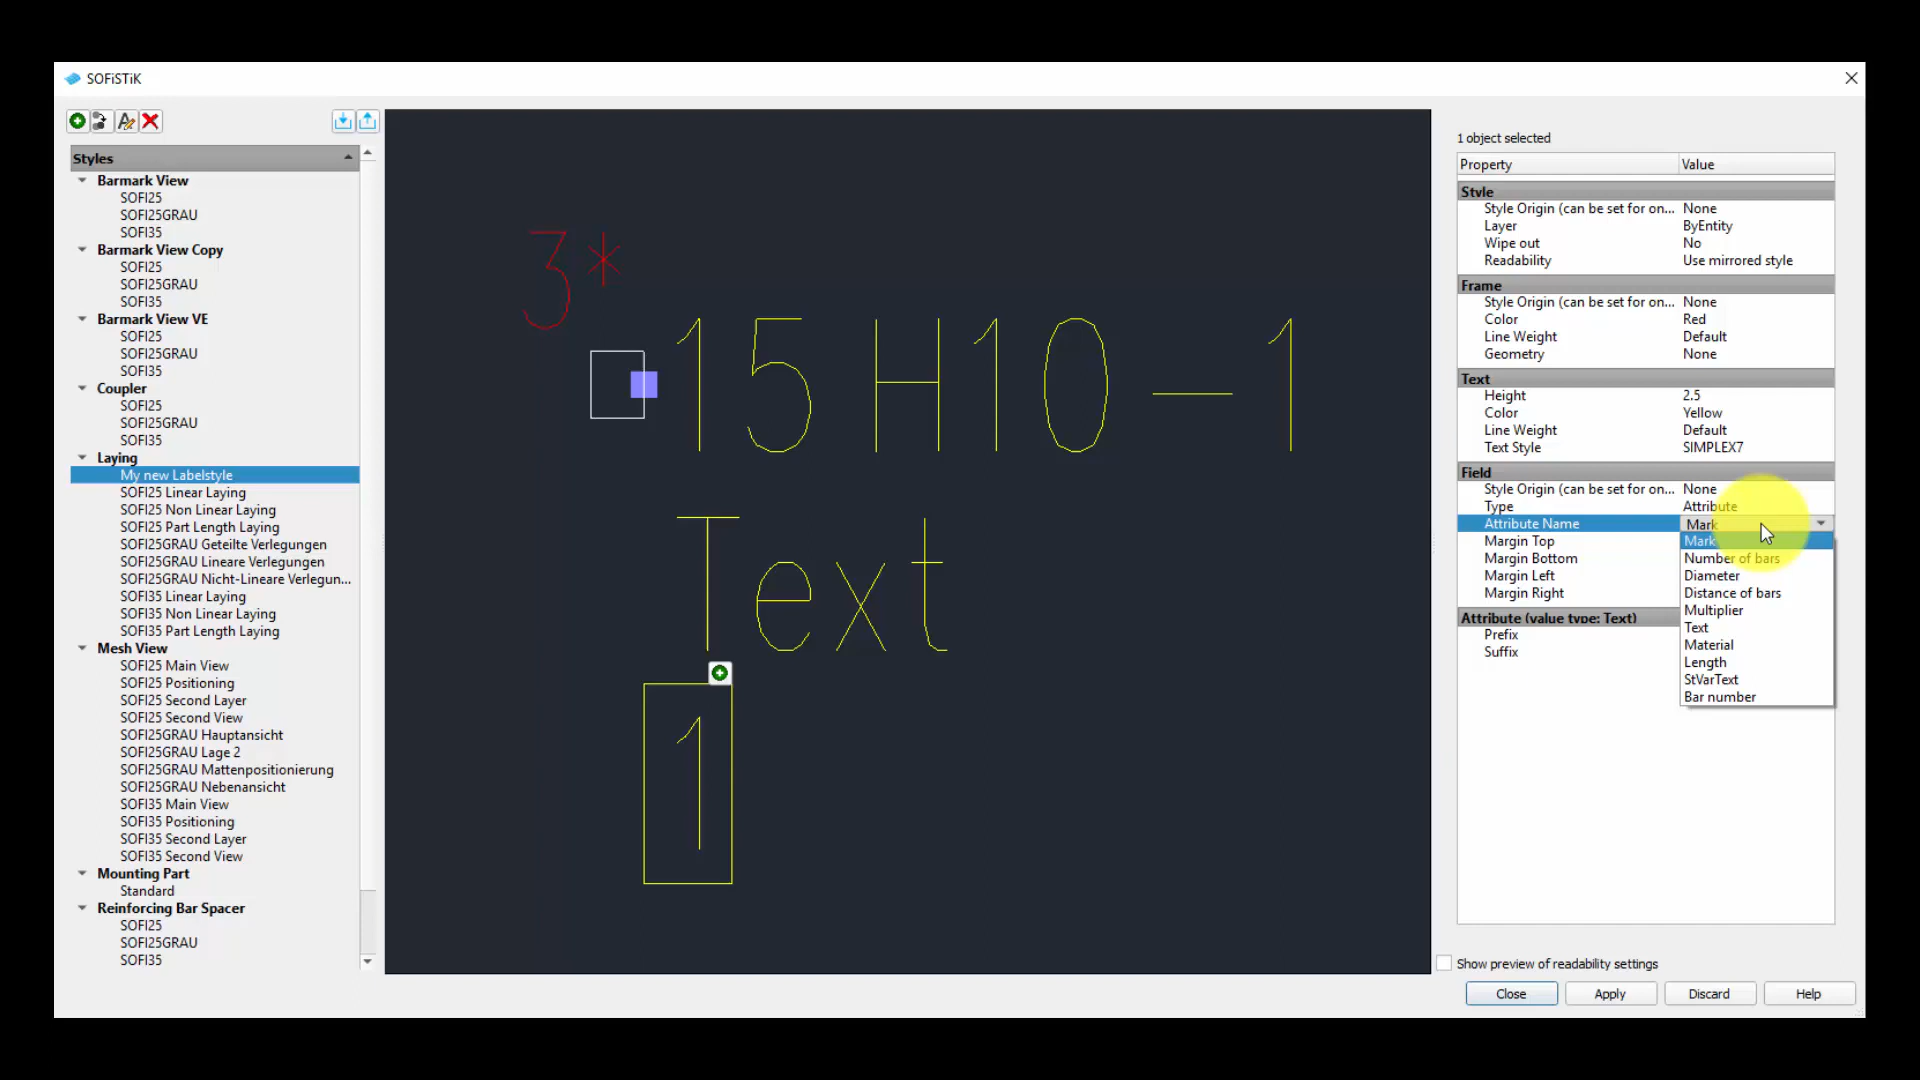 SOFiSTiK
Styles
Barmark View
SOFI25
SOFI25GRAU
SOFI35
Barmark View Copy
SOFI25
SOFI25GRAU
SOFI35
Barmark View VE
SOFI25
SOFI25GRAU
SOFI35
Coupler
SOFI25
SOFI25GRAU
SOFI35
Laying
My new Labelstyle
SOFI25 Linear Laying
SOFI25 Non Linear Laying
SOFI25 Part Length Laying
SOFI25GRAU Geteilte Verlegungen
SOFI25GRAU Lineare Verlegungen
SOFI25GRAU Nicht-Lineare Verlegun...
SOFI35 Linear Laying
SOFI35 Non Linear Laying
SOFI35 Part Length Laying
Mesh View
SOFI25 Main View
SOFI25 Positioning
SOFI25 Second Layer
SOFI25 Second View
SOFI25GRAU Hauptansicht
SOFI25GRAU Lage 2
SOFI25GRAU Mattenpositionierung
SOFI25GRAU Nebenansicht
SOFI35 Main View
SOFI35 Positioning
SOFI35 Second Layer
SOFI35 Second View
Mounting Part
Standard
Reinforcing Bar Spacer
SOFI25
SOFI25GRAU
SOFI35
3*
15 H10 – 1
Text
1
1 object selected
Property Value
Style
Style Origin (can be set for on... None
Layer ByEntity
Wipe out No
Readability Use mirrored style
Frame
Style Origin (can be set for on... None
Color Red
Line Weight Default
Geometry None
Text
Height 2.5
Color Yellow
Line Weight Default
Text Style SIMPLEX7
Field
Style Origin (can be set for on... None
Type Attribute
Attribute Name Mark
Margin Top
Margin Bottom
Margin Left
Margin Right
Attribute (value type: Text)
Prefix
Suffix
Mark
Number of bars
Diameter
Distance of bars
Multiplier
Text
Material
Length
StVarText
Bar number
Show preview of readability settings
Close Apply Discard Help